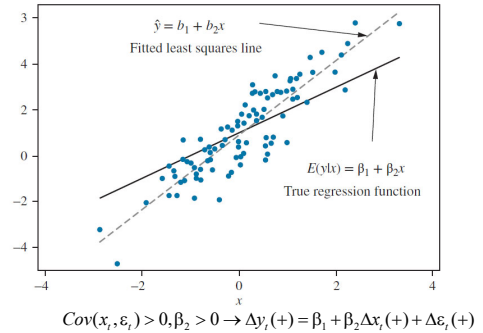 3
ŷ = b₁ + b₂x
Fitted least squares line
4
2
E(y|x) = β₁ + β₂x
True regression function
0
−2
−4
−4 −2 0 2 4
x
Cov(xₜ,εₜ) > 0,β₂ > 0 → Δyₜ(+) = β₁ + β₂Δxₜ(+) + Δεₜ(+)